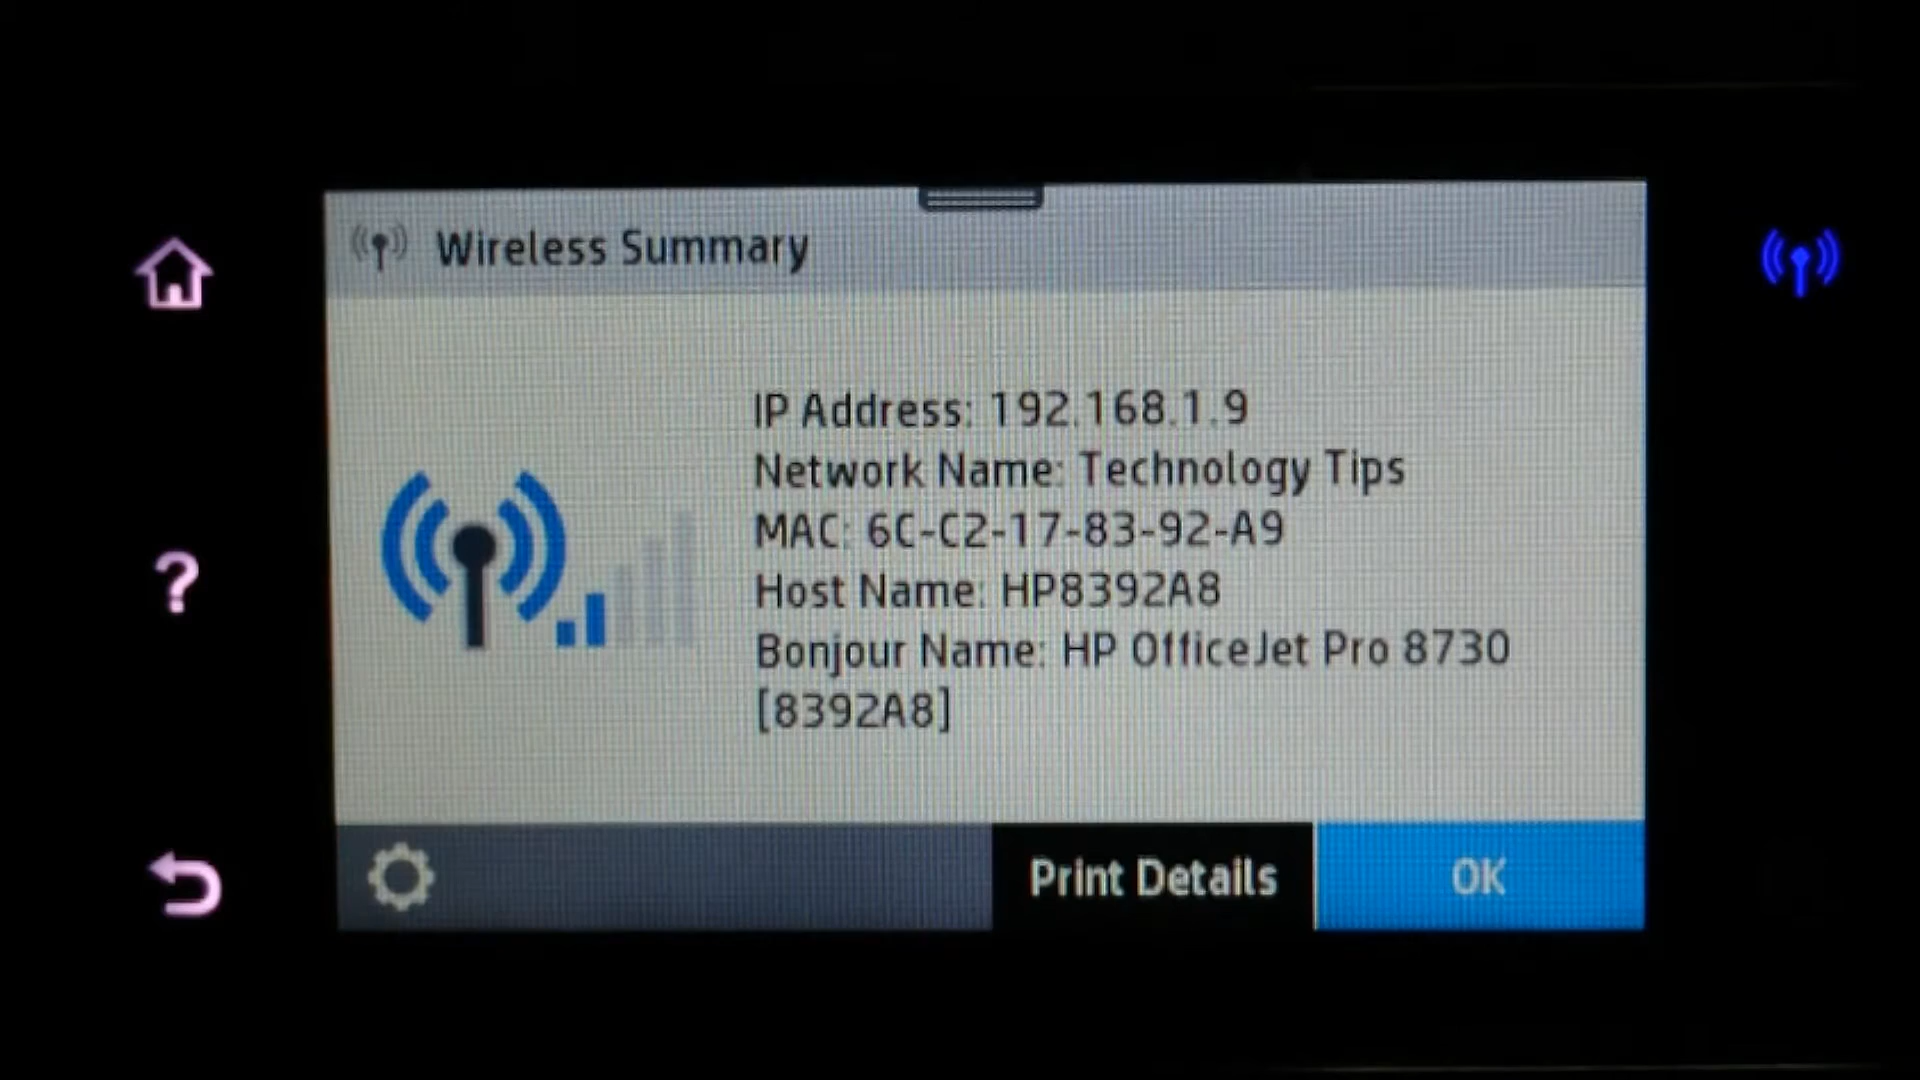 Wireless Summary
IP Address: 192.168.1.9
Network Name: Technology Tips
MAC: 6C-C2-17-83-92-A9
Host Name: HP8392A8
Bonjour Name: HP OfficeJet Pro 8730
[8392A8]
Print Details
OK